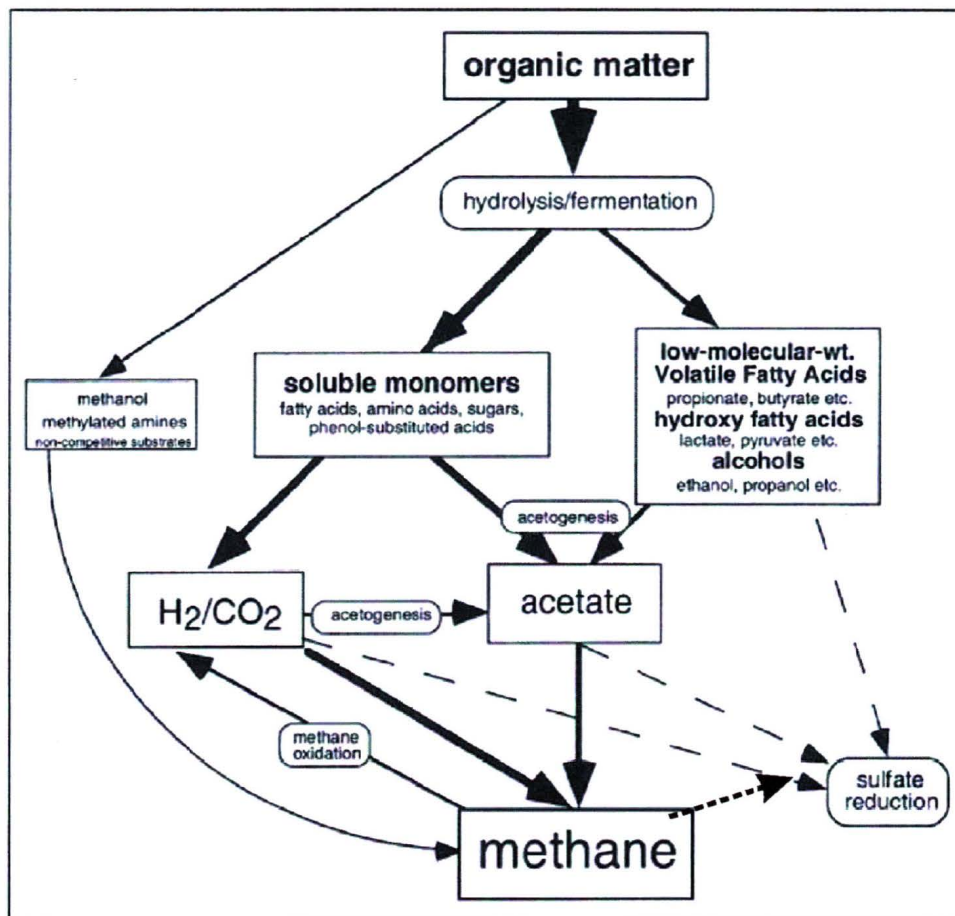 organic matter
hydrolysis/fermentation
low-molecular-wt.
Volatile Fatty Acids
propionate, butyrate etc.
hydroxy fatty acids
lactate, pyruvate etc.
alcohols
ethanol, propanol etc.
soluble monomers
fatty acids, amino acids, sugars,
phenol-substituted acids
methanol
methylated amines
non-competitive substrates
acetogenesis
H2/CO2
acetogenesis
acetate
methane
oxidation
sulfate
reduction
methane